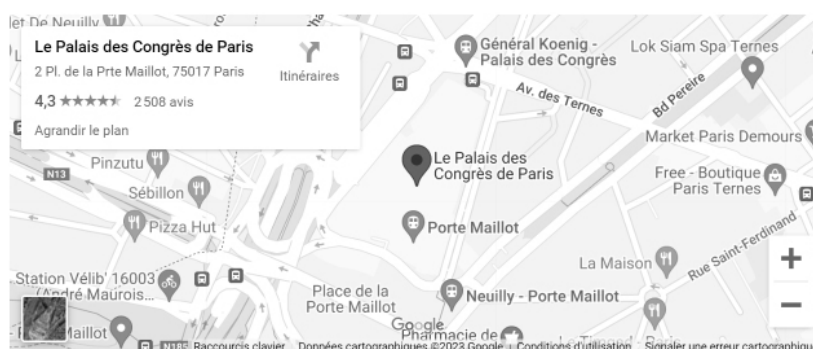 let De Neuilly
Le Palais des Congrès de Paris
2 Pl. de la Prte Maillot, 75017 Paris
Itinéraires
4,3 2 508 avis
Agrandir le plan
Général Koenig -
Palais des Congrès
Lok Siam Spa Ternes
Av. des Ternes
Bd Pereire
Market Paris Demours
Le Palais des
Congrès de Paris
Free - Boutique
Paris Ternes
N13
Pinzutu
Sébillon
Pizza Hut
Porte Maillot
La Maison
Rue Saint-Ferdinand
Station Vélib' 16003
(André Maurois...
Place de la
Porte Maillot
Neuilly - Porte Maillot
Maillot
Google
Pharmacie de
N185
Raccourcis clavier Données cartographiques ©2023 Google Conditions d'utilisation Signaler une erreur cartographique